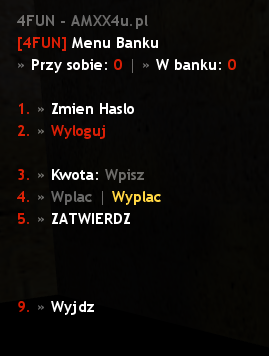 4FUN - AMXX4u.pl
[4FUN] Menu Banku
» Przy sobie: 0 | » W banku: 0
1. » Zmien Haslo
2. » Wyloguj
3. » Kwota: Wpisz
4. » Wplac | Wyplac
5. » ZATWIERDZ
9. » Wyjdz